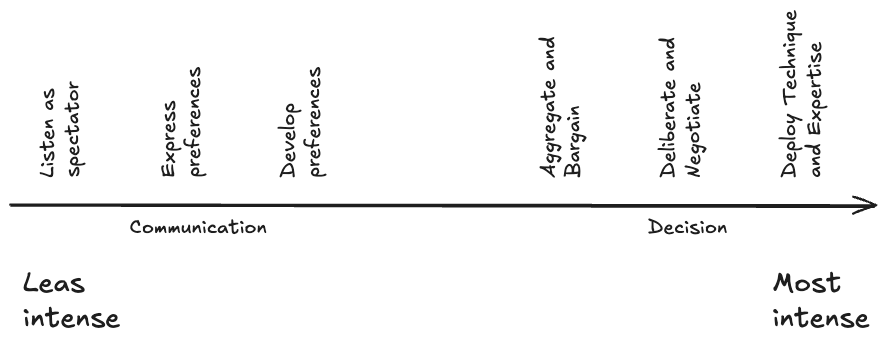 Listen as
spectator
Express
preferences
Develop
preferences
Aggregate and
Bargain
Deliberate and
Negotiate
Deploy Technique
and Expertise
Communication
Decision
Leas
intense
Most
intense